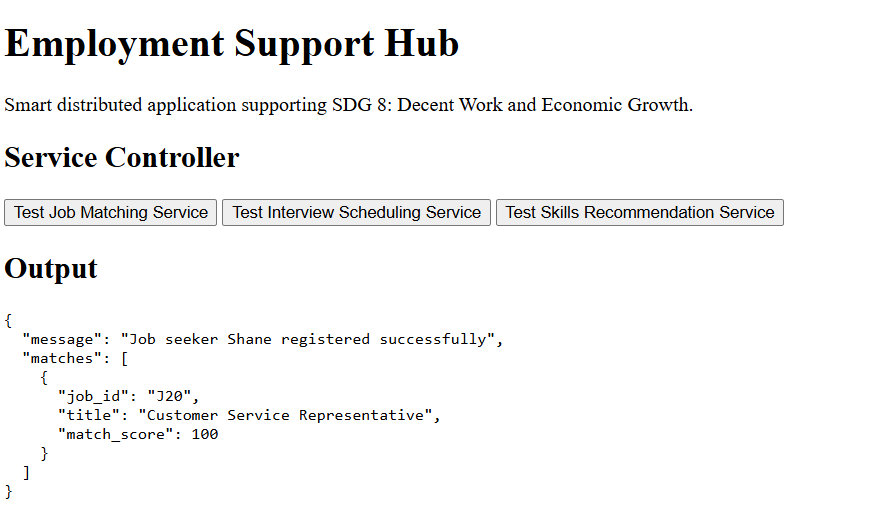 Employment Support Hub
Smart distributed application supporting SDG 8: Decent Work and Economic Growth.
Service Controller
Test Job Matching Service Test Interview Scheduling Service Test Skills Recommendation Service
Output
{
  "message": "Job seeker Shane registered successfully",
  "matches": [
    {
      "job_id": "J20",
      "title": "Customer Service Representative",
      "match_score": 100
    }
  ]
}